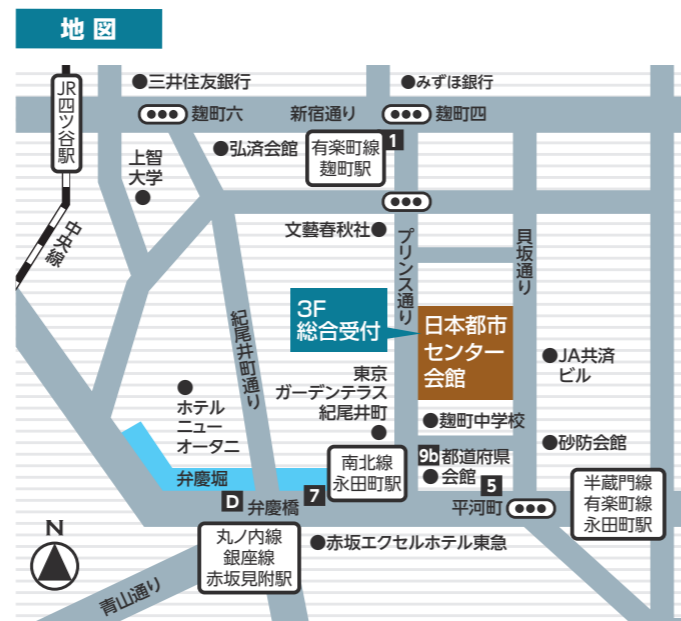 地図
三井住友銀行
みずほ銀行
JR四ツ谷駅
麹町六
新宿通り
麹町四
弘済会館
有楽町線
麹町駅
1
上智
大学
中央線
文藝春秋社
プリンス通り
貝坂通り
紀尾井町通り
3F
総合受付
日本都市
センター
会館
JA共済
ビル
東京
ガーデンテラス
紀尾井町
ホテル
ニュー
オータニ
麹町中学校
砂防会館
9b
都道府県
会館
5
南北線
永田町駅
弁慶堀
D
弁慶橋
7
平河町
半蔵門線
有楽町線
永田町駅
丸ノ内線
銀座線
赤坂見附駅
赤坂エクセルホテル東急
N
青山通り